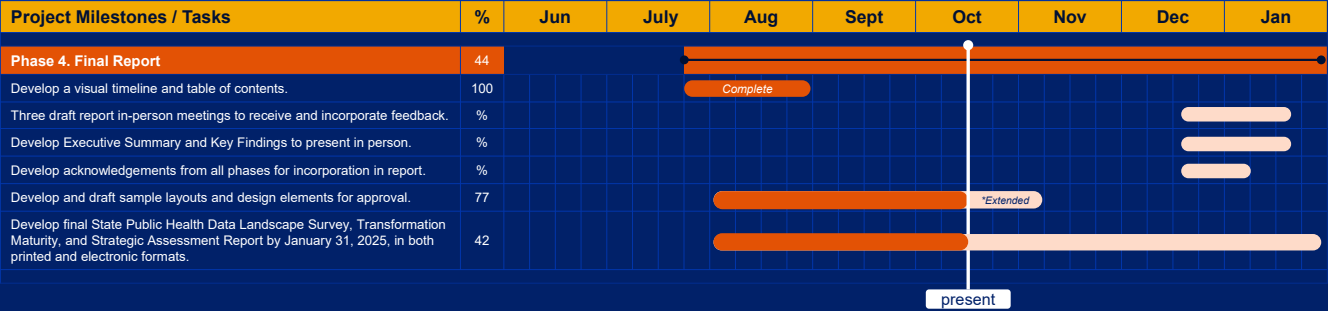 Project Milestones / Tasks % Jun July Aug Sept Oct Nov Dec Jan
Phase 4. Final Report 44
Develop a visual timeline and table of contents. 100 Complete
Three draft report in-person meetings to receive and incorporate feedback. %
Develop Executive Summary and Key Findings to present in person. %
Develop acknowledgements from all phases for incorporation in report. %
Develop and draft sample layouts and design elements for approval. 77 *Extended
Develop final State Public Health Data Landscape Survey, Transformation
Maturity, and Strategic Assessment Report by January 31, 2025, in both 42
printed and electronic formats.
present